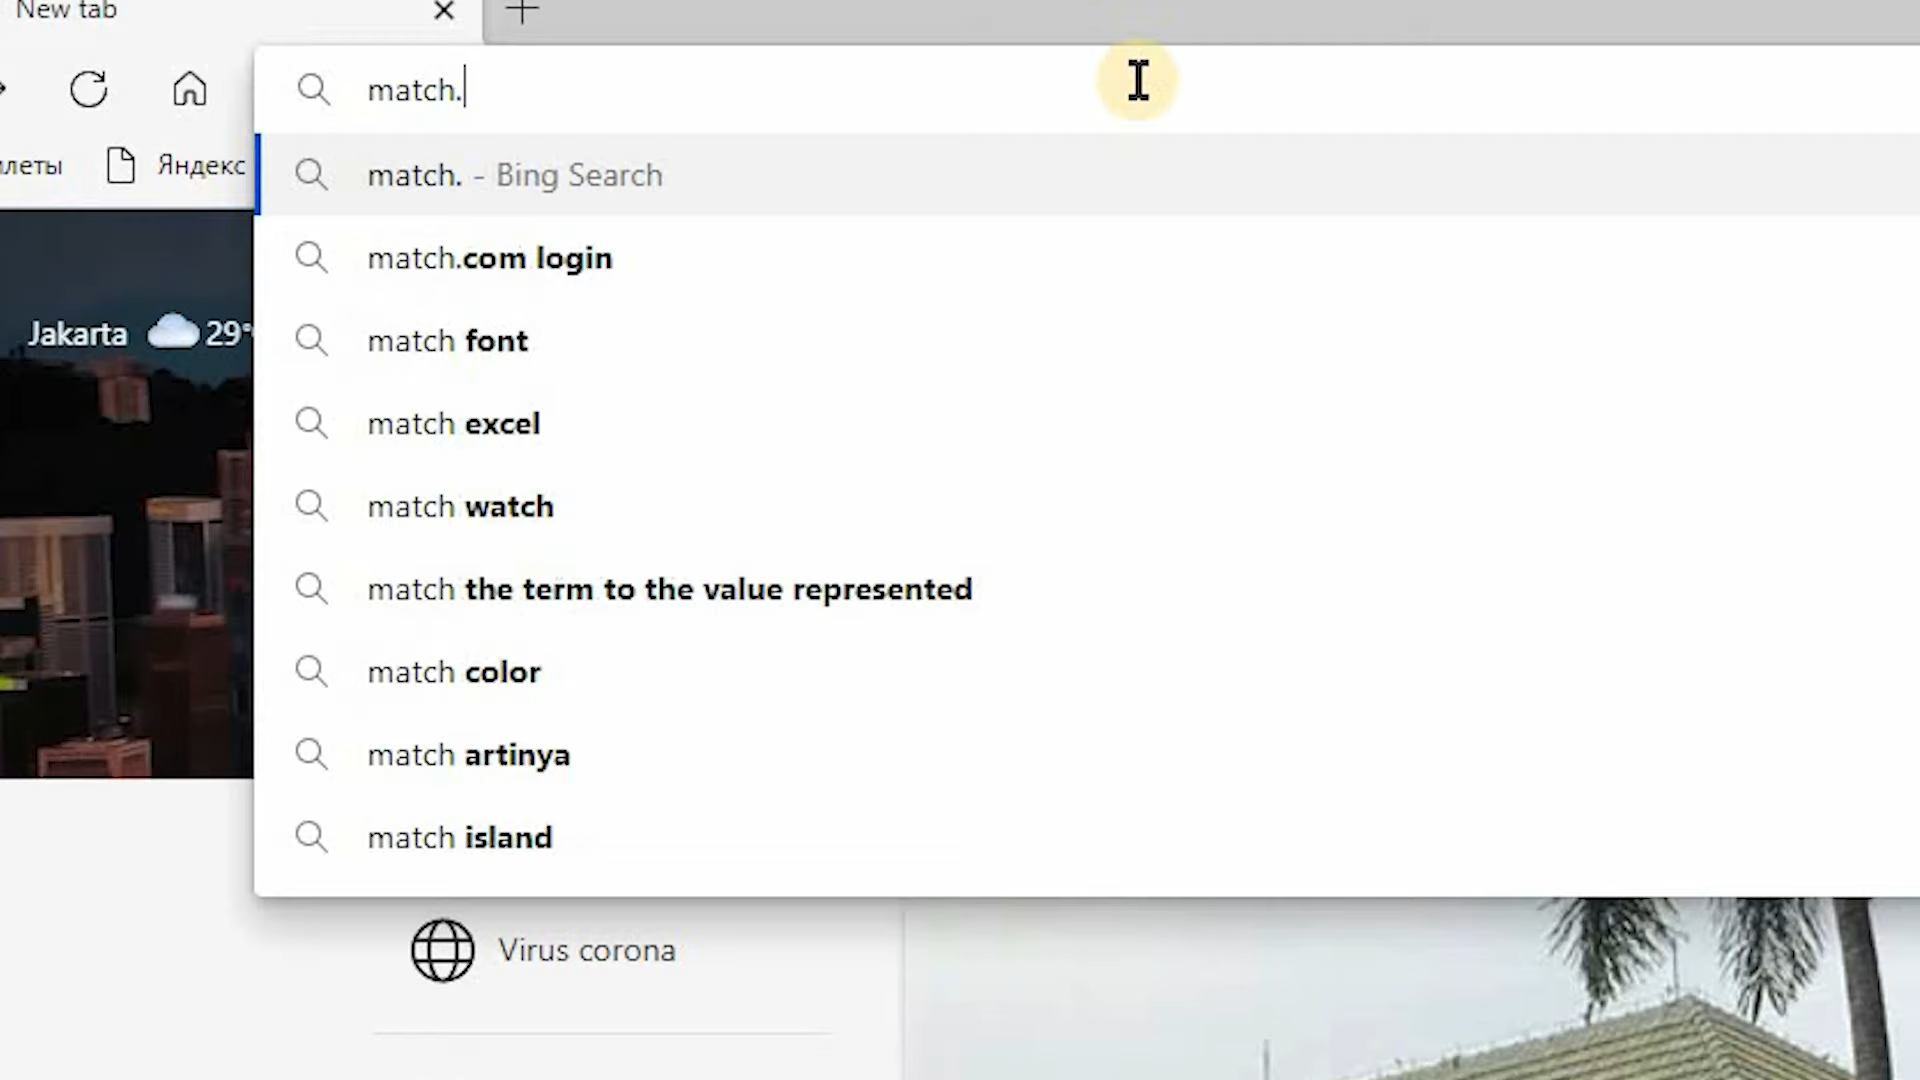 New tab
match.
match. - Bing Search
match.com login
match font
match excel
match watch
match the term to the value represented
match color
match artinya
match island
Яндекс
Jakarta 29°
Virus corona